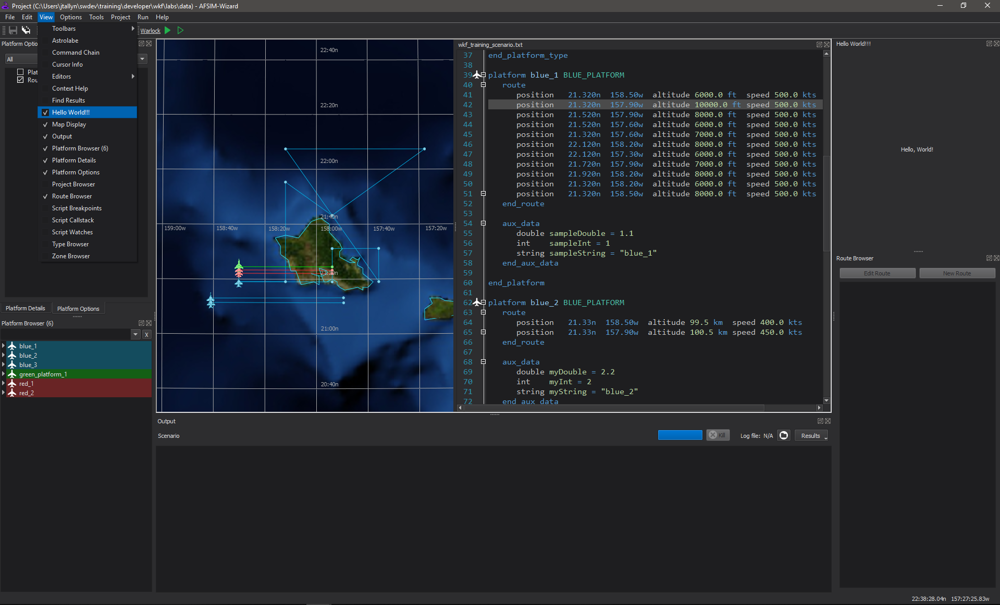 Project (C:\Users\jtallyn\swdev\training\developer\wkf\labs\data) - AFSIM-Wizard
File Edit View Options Tools Project Run Help
Warlock
Toolbars
Astrolabe
Command Chain
Cursor Info
Editors
Context Help
Find Results
Hello World!!!
Map Display
Output
Platform Browser (6)
Platform Details
Platform Options
Project Browser
Route Browser
Script Breakpoints
Script Callstack
Script Watches
Type Browser
Zone Browser
Platform Optio
All
Plat
Rou
Platform Details Platform Options
Platform Browser (6)
X
blue_1
blue_2
blue_3
green_platform_1
red_1
red_2
22:40n
22:20n
22:00n
21:40n
159:00w 158:40w 158:20w 158:00w 157:40w 157:20w
21:20n
21:00n
20:40n
wkf_training_scenario.txt
37 end_platform_type
38
39 platform blue_1 BLUE_PLATFORM
40 route
41 position 21.320n 158.50w altitude 6000.0 ft speed 500.0 kts
42 position 21.320n 157.90w altitude 10000.0 ft speed 500.0 kts
43 position 21.520n 157.90w altitude 8000.0 ft speed 500.0 kts
44 position 21.520n 157.60w altitude 6000.0 ft speed 500.0 kts
45 position 21.320n 157.60w altitude 7000.0 ft speed 500.0 kts
46 position 22.120n 158.20w altitude 8000.0 ft speed 500.0 kts
47 position 22.120n 157.30w altitude 6000.0 ft speed 500.0 kts
48 position 21.720n 157.90w altitude 7000.0 ft speed 500.0 kts
49 position 21.920n 158.20w altitude 8000.0 ft speed 500.0 kts
50 position 21.320n 158.20w altitude 6000.0 ft speed 500.0 kts
51 position 21.320n 158.50w altitude 8000.0 ft speed 500.0 kts
52 end_route
53
54 aux_data
55 double sampleDouble = 1.1
56 int sampleInt = 1
57 string sampleString = "blue_1"
58 end_aux_data
59
60 end_platform
61
62 platform blue_2 BLUE_PLATFORM
63 route
64 position 21.33n 158.50w altitude 99.5 km speed 400.0 kts
65 position 21.33n 157.90w altitude 100.5 km speed 450.0 kts
66 end_route
67
68 aux_data
69 double myDouble = 2.2
70 int myInt = 2
71 string myString = "blue_2"
72 end_aux_data
Output
Scenario
Kill
Log file: N/A
Results
Hello World!!!
Hello, World!
Route Browser
Edit Route New Route
22:38:28.04n 157:27:25.83w